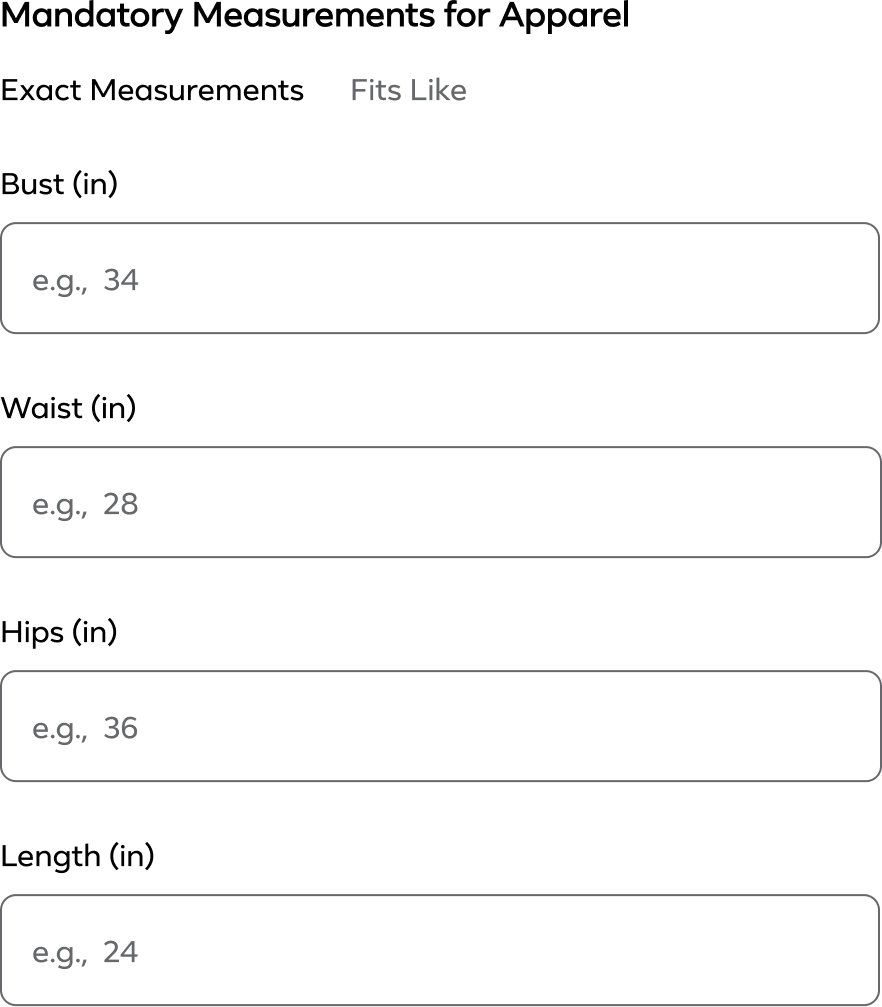 Mandatory Measurements for Apparel
Exact Measurements Fits Like
Bust (in)
e.g., 34
Waist (in)
e.g., 28
Hips (in)
e.g., 36
Length (in)
e.g., 24